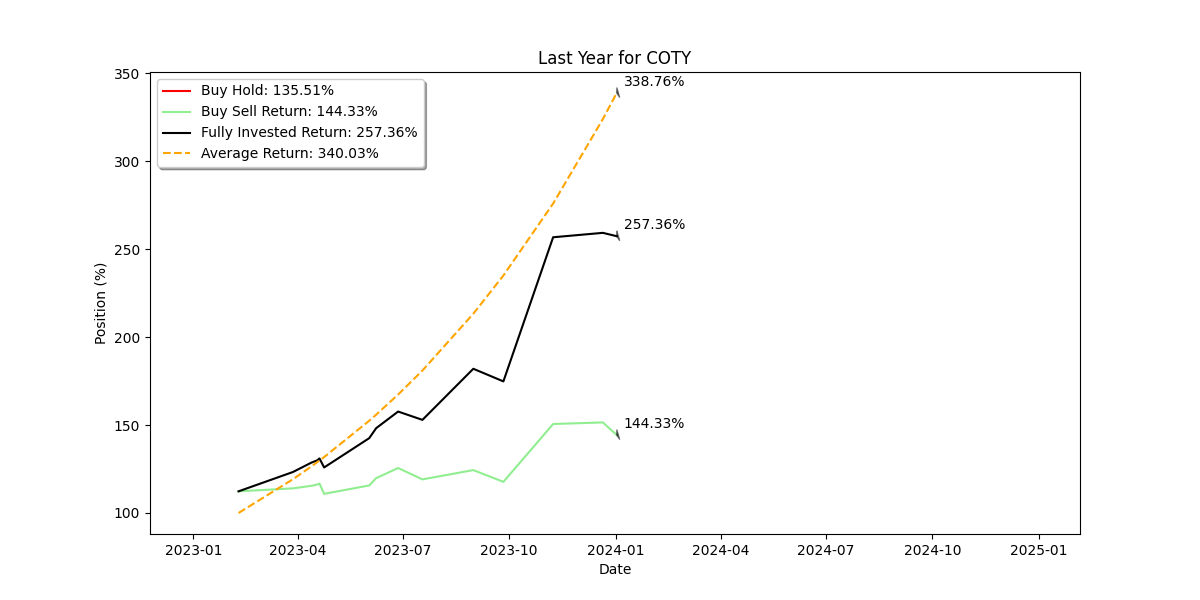 Last Year for COTY
350
300
250
200
150
100
Position (%)
Buy Hold: 135.51%
Buy Sell Return: 144.33%
Fully Invested Return: 257.36%
Average Return: 340.03%
338.76%
257.36%
144.33%
2023-01 2023-04 2023-07 2023-10 2024-01 2024-04 2024-07 2024-10 2025-01
Date